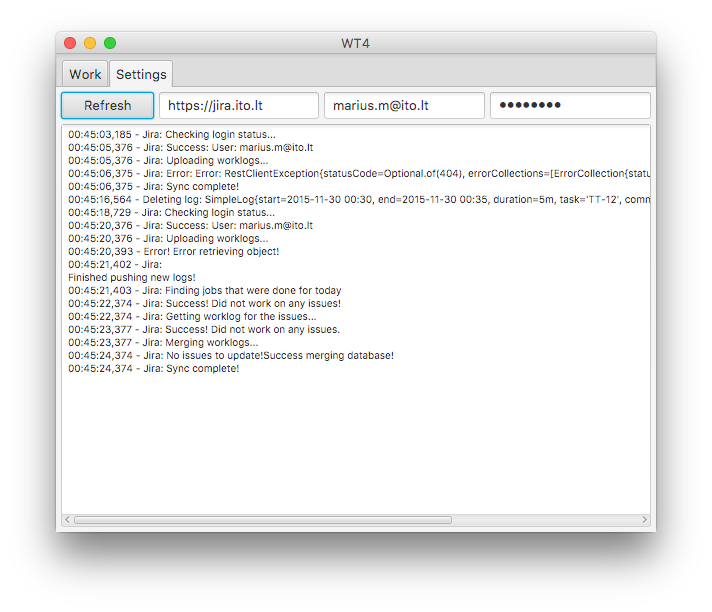 WT4
Work Settings
Refresh https://jira.ito.lt marius.m@ito.lt ●●●●●●●●
00:45:03,185 - Jira: Checking login status...
00:45:05,376 - Jira: Success: User: marius.m@ito.lt
00:45:05,376 - Jira: Uploading worklogs...
00:45:06,375 - Jira: Error: Error: RestClientException{statusCode=Optional.of(404), errorCollections=[ErrorCollection{statu
00:45:06,375 - Jira: Sync complete!
00:45:16,564 - Deleting log: SimpleLog{start=2015-11-30 00:30, end=2015-11-30 00:35, duration=5m, task='TT-12', comm
00:45:18,729 - Jira: Checking login status...
00:45:20,376 - Jira: Success: User: marius.m@ito.lt
00:45:20,376 - Jira: Uploading worklogs...
00:45:20,393 - Error! Error retrieving object!
00:45:21,402 - Jira:
Finished pushing new logs!
00:45:21,403 - Jira: Finding jobs that were done for today
00:45:22,374 - Jira: Success! Did not work on any issues!
00:45:22,374 - Jira: Getting worklog for the issues...
00:45:23,377 - Jira: Success! Did not work on any issues.
00:45:23,377 - Jira: Merging worklogs...
00:45:24,374 - Jira: No issues to update!Success merging database!
00:45:24,374 - Jira: Sync complete!